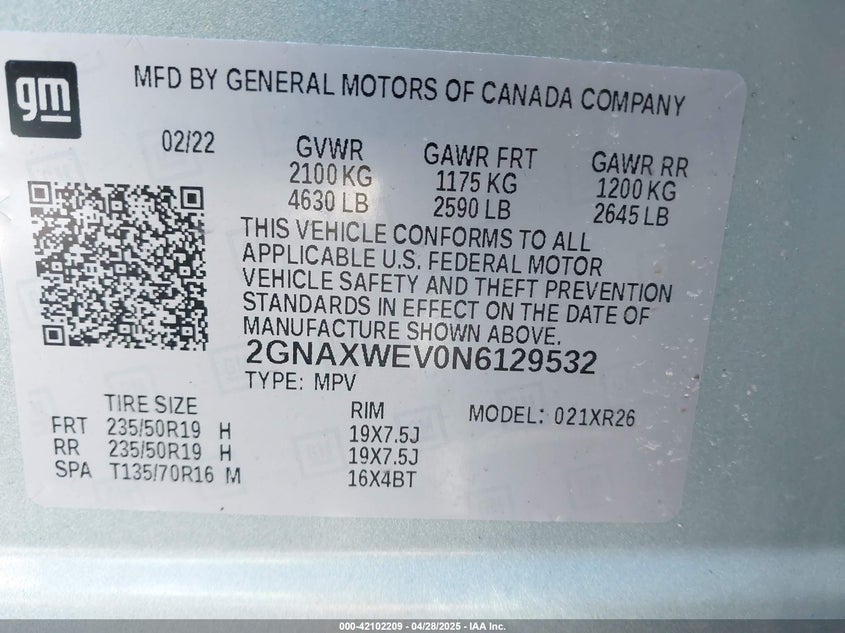 gm
MFD BY GENERAL MOTORS OF CANADA COMPANY
02/22 GVWR GAWR FRT GAWR RR
2100 KG 1175 KG 1200 KG
4630 LB 2590 LB 2645 LB
THIS VEHICLE CONFORMS TO ALL
APPLICABLE U.S. FEDERAL MOTOR
VEHICLE SAFETY AND THEFT PREVENTION
STANDARDS IN EFFECT ON THE DATE OF
MANUFACTURE SHOWN ABOVE.
2GNAXWEV0N6129532
TYPE: MPV
TIRE SIZE RIM MODEL: 021XR26
FRT 235/50R19 H 19X7.5J
RR 235/50R19 H 19X7.5J
SPA T135/70R16 M 16X4BT
000-42102209 - 04/28/2025 - IAA Inc.